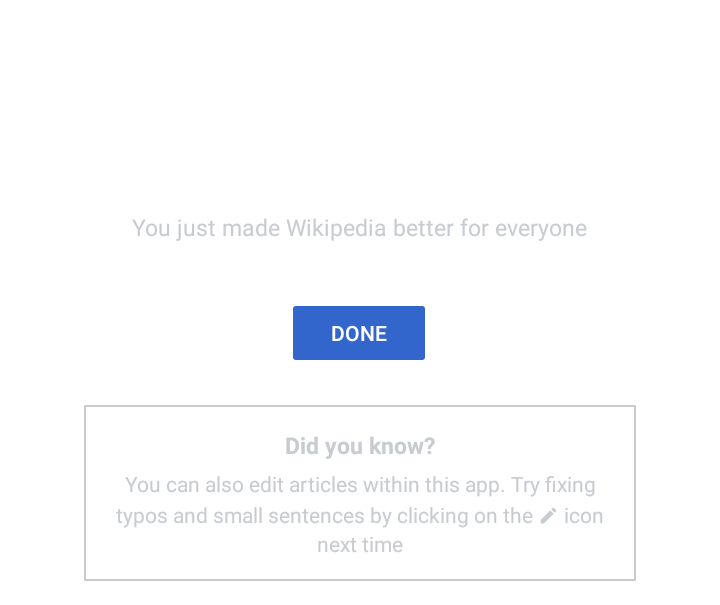 You just made Wikipedia better for everyone
DONE
Did you know?
You can also edit articles within this app. Try fixing
typos and small sentences by clicking on the icon
next time